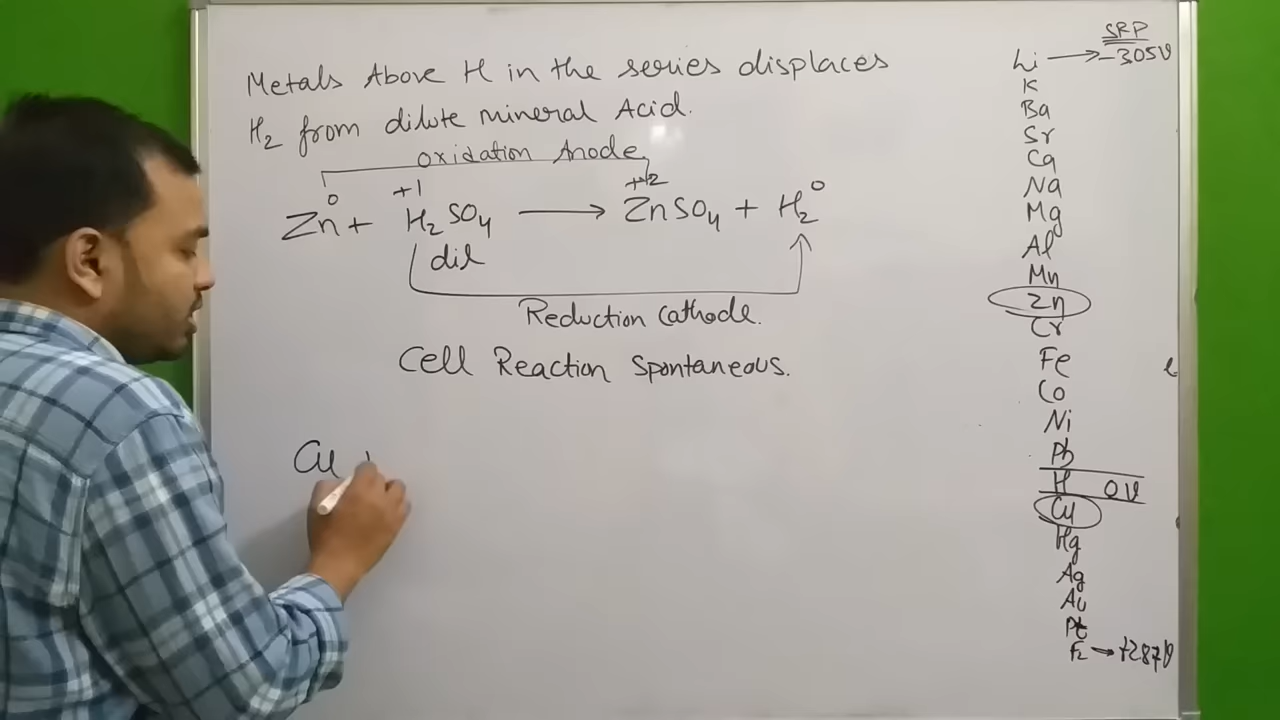 Metals Above H in the series displaces
H₂ from dilute mineral Acid.
oxidation Anode
0 +1 +2 0
Zn + H₂SO₄ → ZnSO₄ + H₂
dil
Reduction Cathode.
Cell Reaction Spontaneous.
Cu
SRP
Li → -3.05V
K
Ba
Sr
Ca
Na
Mg
Al
Mn
Zn
Cr
Fe
Co
Ni
Pb
H 0V
Cu
Hg
Ag
Au
Pt
F₂ → +2.87V